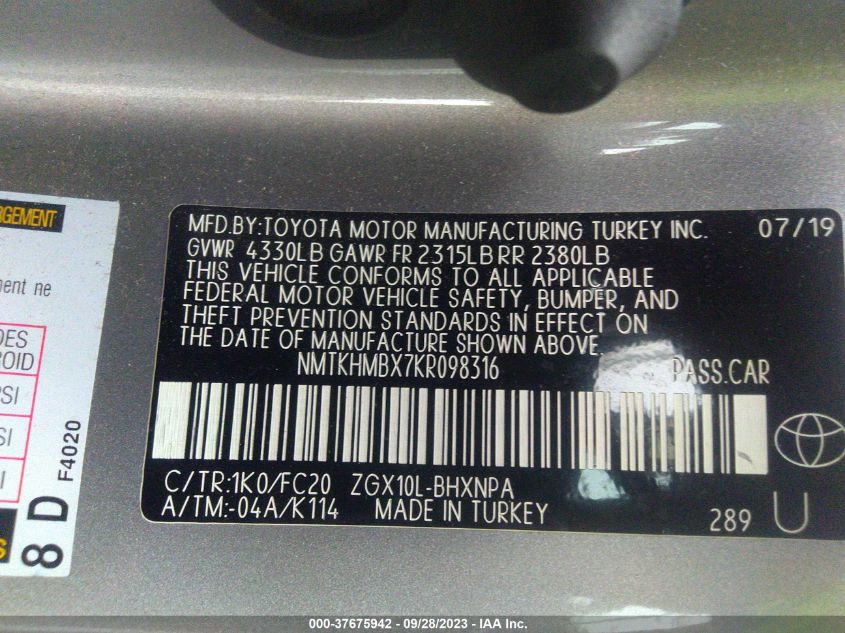 RGEMENT
ment ne
DES
ROID
PSI
SI
I
8 D F4020
S
MFD.BY:TOYOTA MOTOR MANUFACTURING TURKEY INC. 07/19
GVWR 4330LB GAWR FR 2315LB RR 2380LB
THIS VEHICLE CONFORMS TO ALL APPLICABLE
FEDERAL MOTOR VEHICLE SAFETY, BUMPER, AND
THEFT PREVENTION STANDARDS IN EFFECT ON
THE DATE OF MANUFACTURE SHOWN ABOVE.
NMTKHMBX7KR098316 PASS.CAR
C/TR:1K0/FC20 ZGX10L-BHXNPA
A/TM:-04A/K114 MADE IN TURKEY 289 U
000-37675942 - 09/28/2023 - IAA Inc.